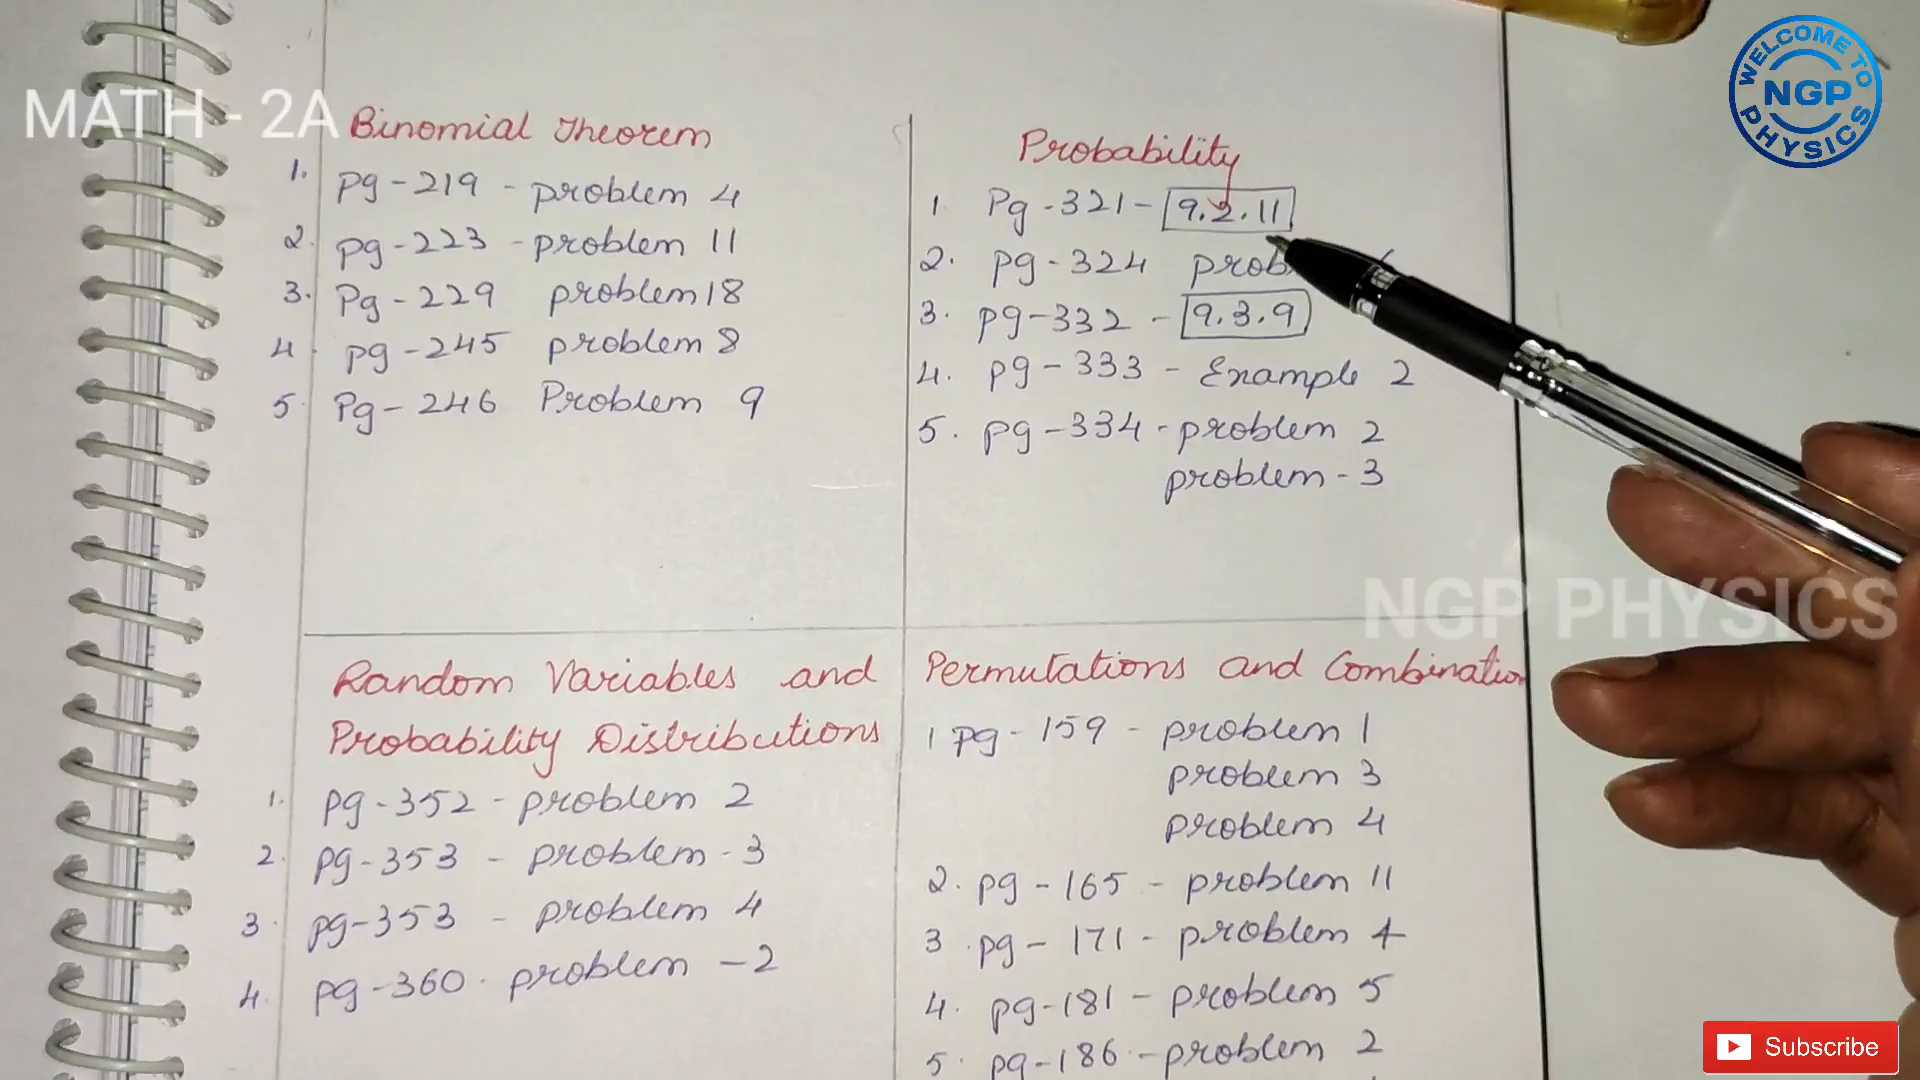 MATH - 2A
Binomial Theorem
1. pg-219 - problem 4
2. pg-223 - problem 11
3. Pg-229 problem 18
4. pg-245 problem 8
5. Pg-246 Problem 9
Probability
1 Pg-321- 9.2.11
2. pg-324
3. pg-332 - 9.3.9
4. pg-333 - Example 2
5. pg-334 - problem 2
problem - 3
Random Variables and
Probability Distributions
1. pg-352 - problem 2
2. pg-353 - problem - 3
3. pg-353 - problem 4
4. pg-360. problem - 2
Permutations and Combination
1 pg- 159 - problem 1
problem 3
problem 4
2. pg - 165 - problem 11
3. pg - 171 - problem 4
4. pg-181 - problem 5
5. pg-186 - problem 2
WELCOME TO
NGP
PHYSICS
NGP PHYSICS
Subscribe